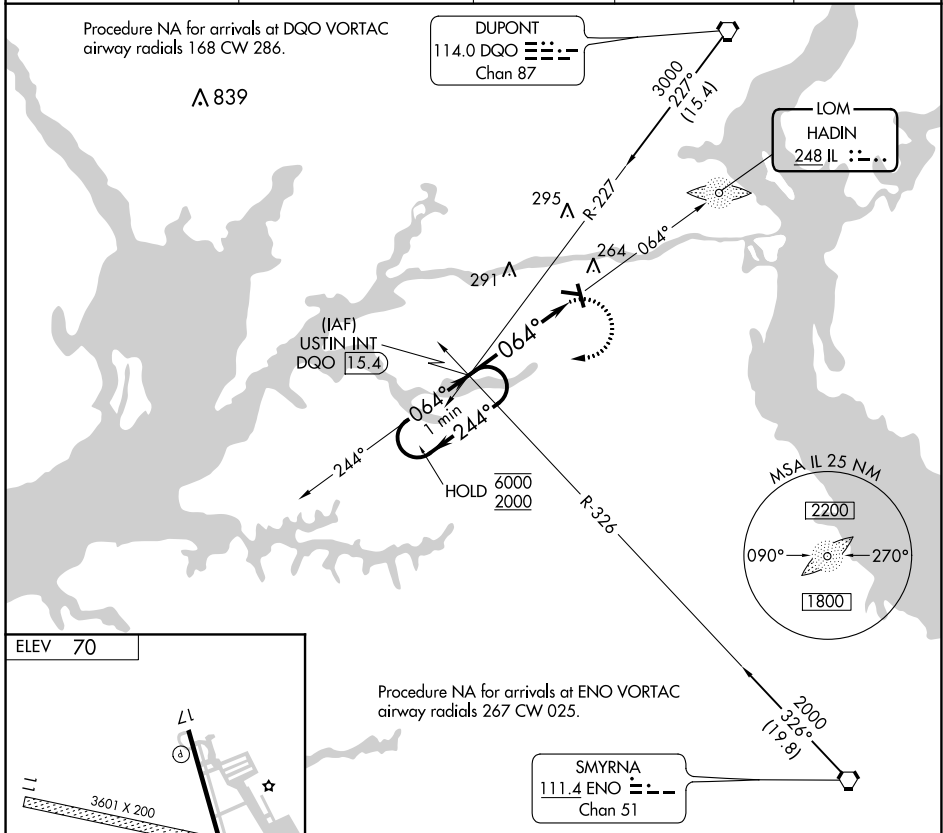 Procedure NA for arrivals at DQO VORTAC
airway radials 168 CW 286.
839
DUPONT
114.0 DQO
Chan 87
3000
227°
(15.4)
LOM
HADIN
248 IL
R-227
295
264
064°
291
(IAF)
USTIN INT
DQO 15.4
064°
064°
1 min
244°
244°
HOLD 6000
2000
R-326
MSA IL 25 NM
2200
090°
270°
1800
ELEV 70
Procedure NA for arrivals at ENO VORTAC
airway radials 267 CW 025.
2000
326°
(19.8)
17
P
11
3601 X 200
SMYRNA
111.4 ENO
Chan 51